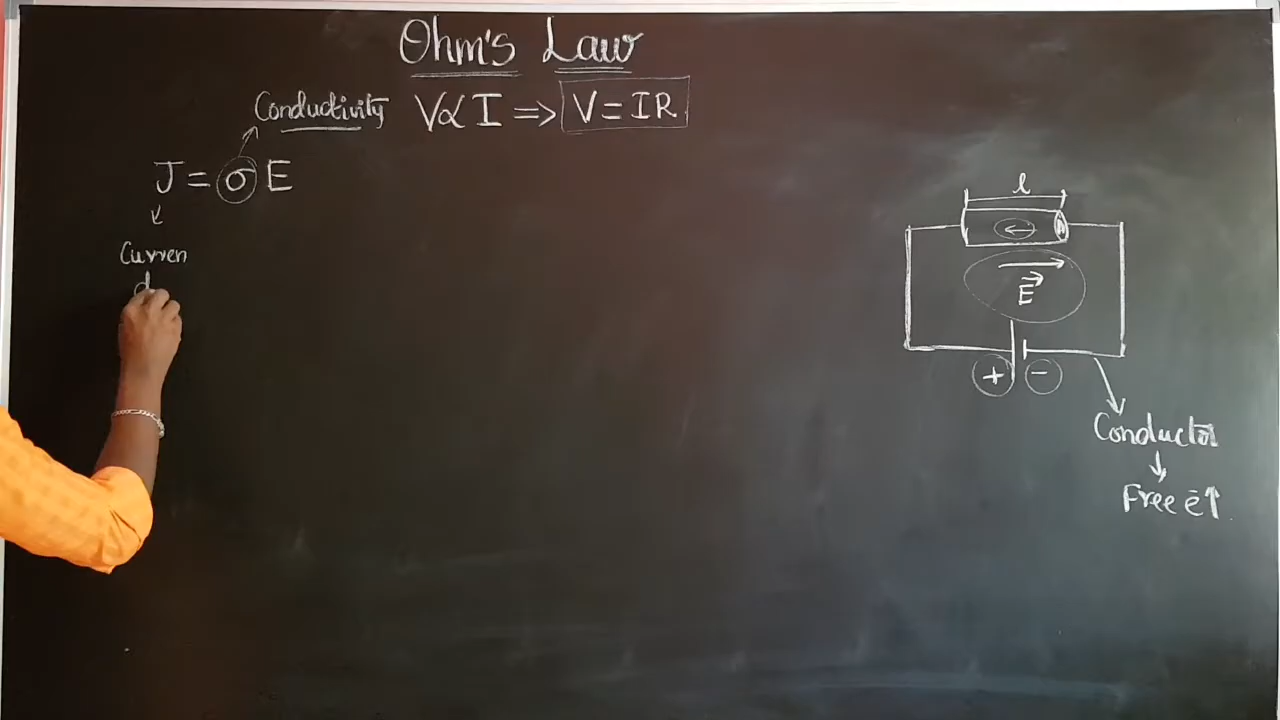 Ohm's Law
Conductivity V∝I ⇒ V=IR
J = σ E
Curren
d
l
←
E⃗
+ −
Conductor
Free ē↑